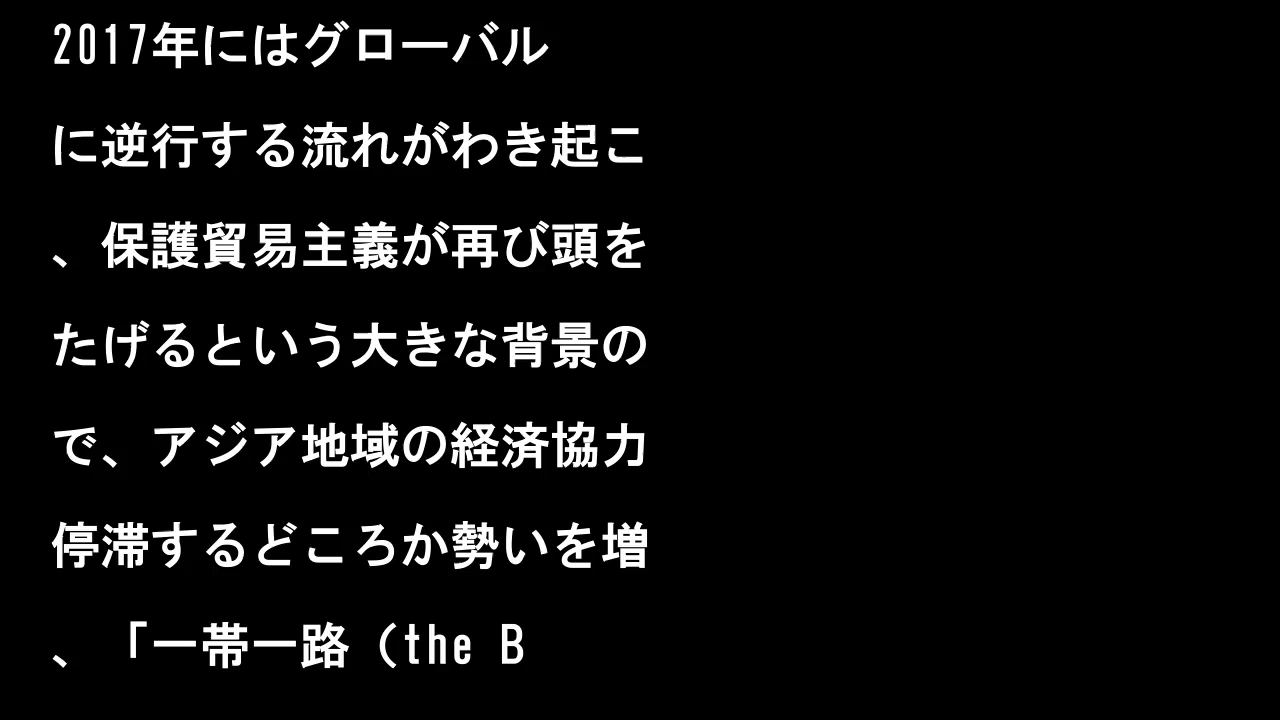 2017年にはグローバル
に逆行する流れがわき起こ
、保護貿易主義が再び頭を
たげるという大きな背景の
で、アジア地域の経済協力
停滞するどころか勢いを増
、「一帯一路（the B